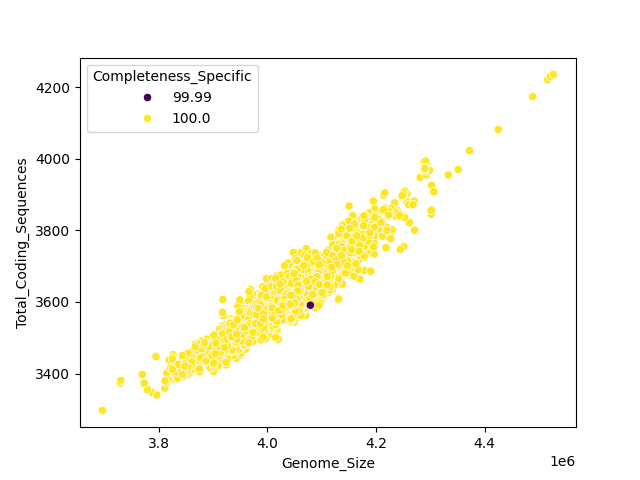 Completeness_Specific
99.99
100.0
4200
4000
3800
3600
3400
Total_Coding_Sequences
3.8
4.0
4.2
4.4
1e6
Genome_Size